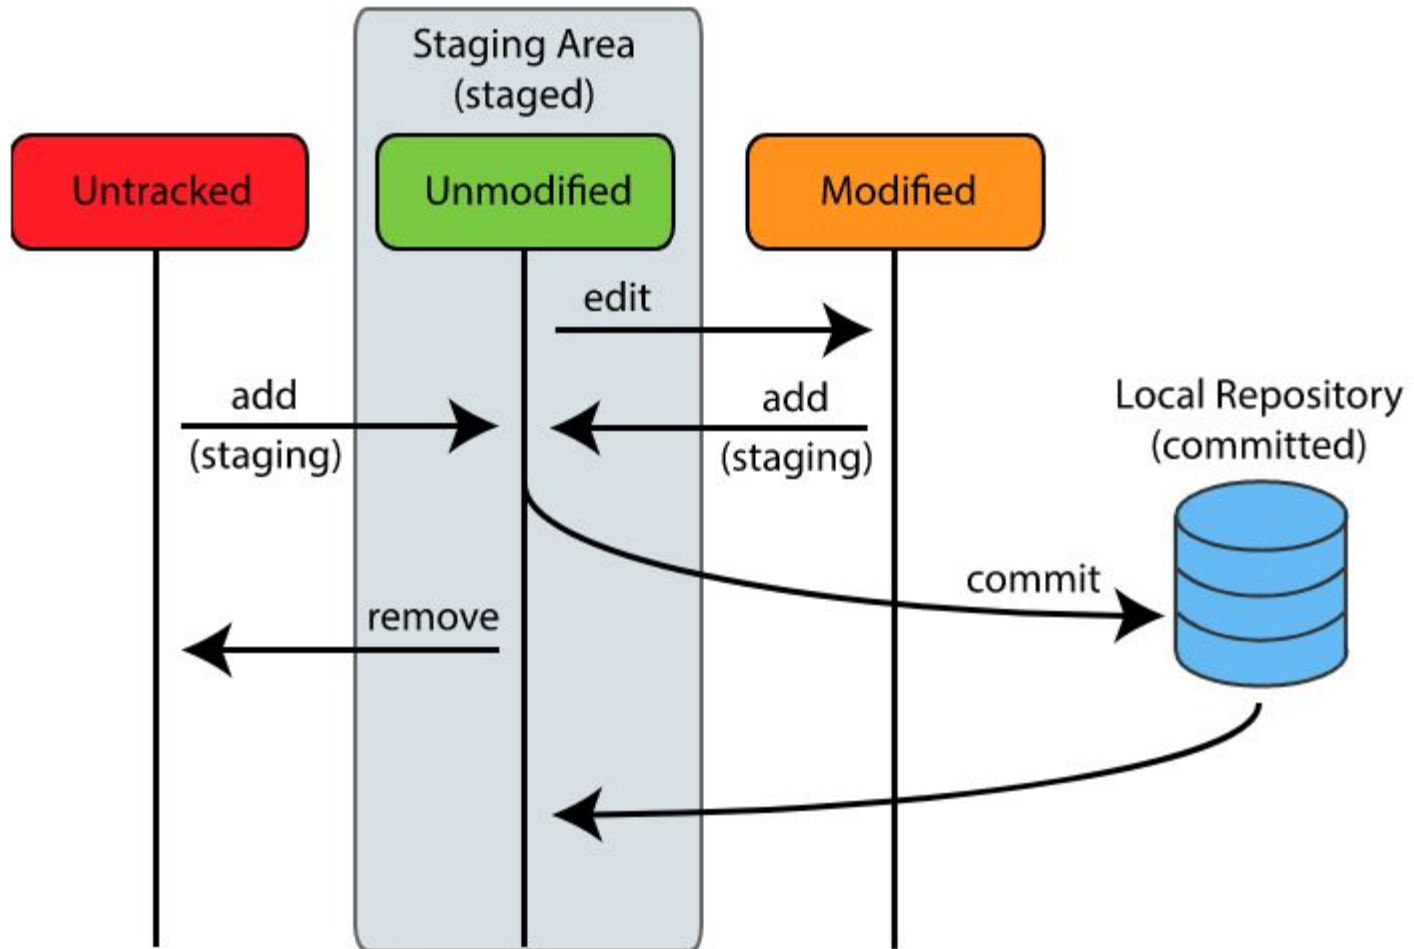 Staging Area
(staged)
Untracked
Unmodified
Modified
edit
add
(staging)
add
(staging)
Local Repository
(committed)
commit
remove